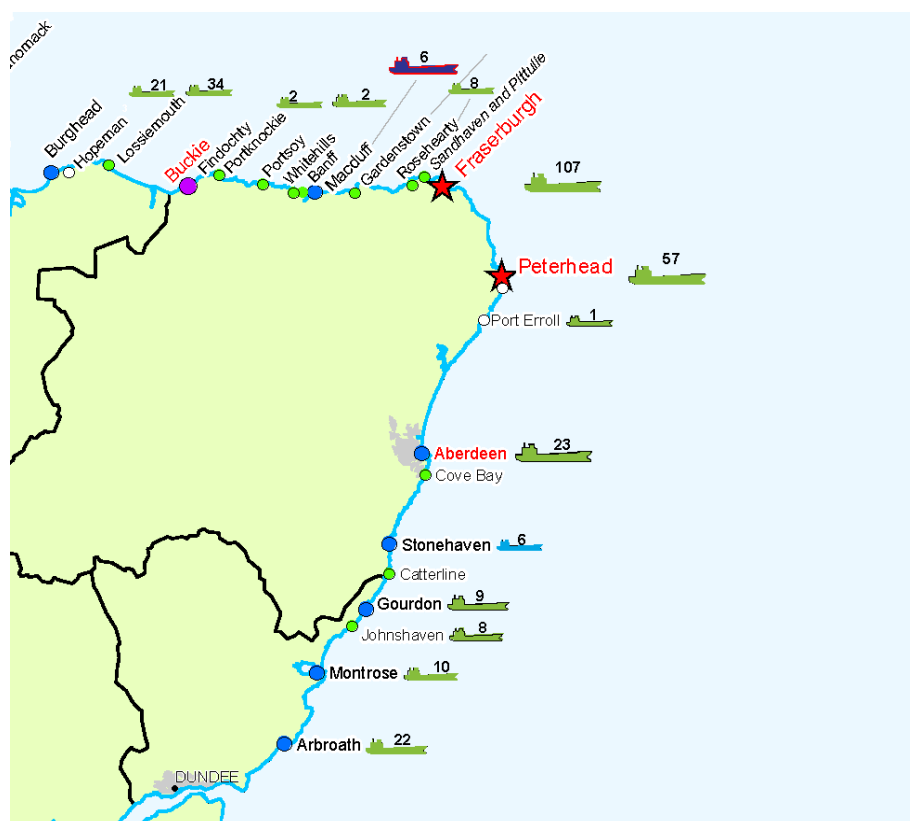 nomack
Burghead
Hopeman
Lossiemouth
21
34
Buckie
Findochty
Portknockie
2
2
Portsoy
Whitehills
Banff
Macduff
6
Gardenstown
Rosehearty
8
Sandhaven and Pittulie
Fraserburgh
107
Peterhead
57
Port Erroll
1
Aberdeen
23
Cove Bay
Stonehaven
6
Catterline
Gourdon
9
Johnshaven
8
Montrose
10
Arbroath
22
DUNDEE